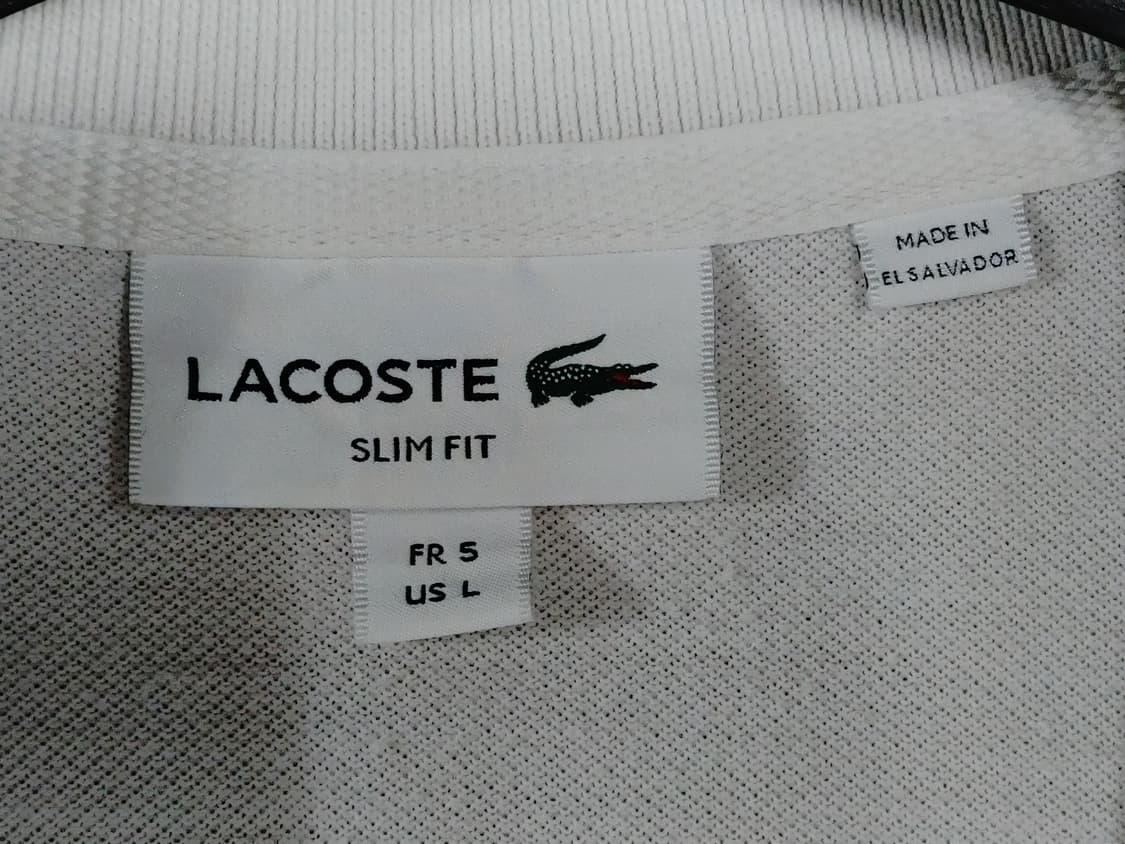 MADE IN
EL SALVADOR
LACOSTE
SLIM FIT
FR 5
US L